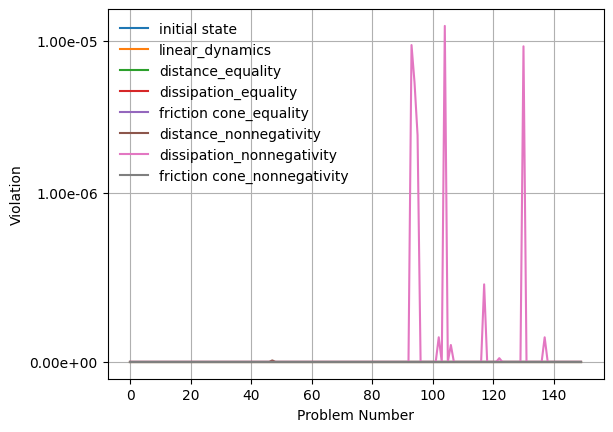 initial state
linear_dynamics
distance_equality
dissipation_equality
friction cone_equality
distance_nonnegativity
dissipation_nonnegativity
friction cone_nonnegativity
1.00e-05
1.00e-06
0.00e+00
Violation
0 20 40 60 80 100 120 140
Problem Number